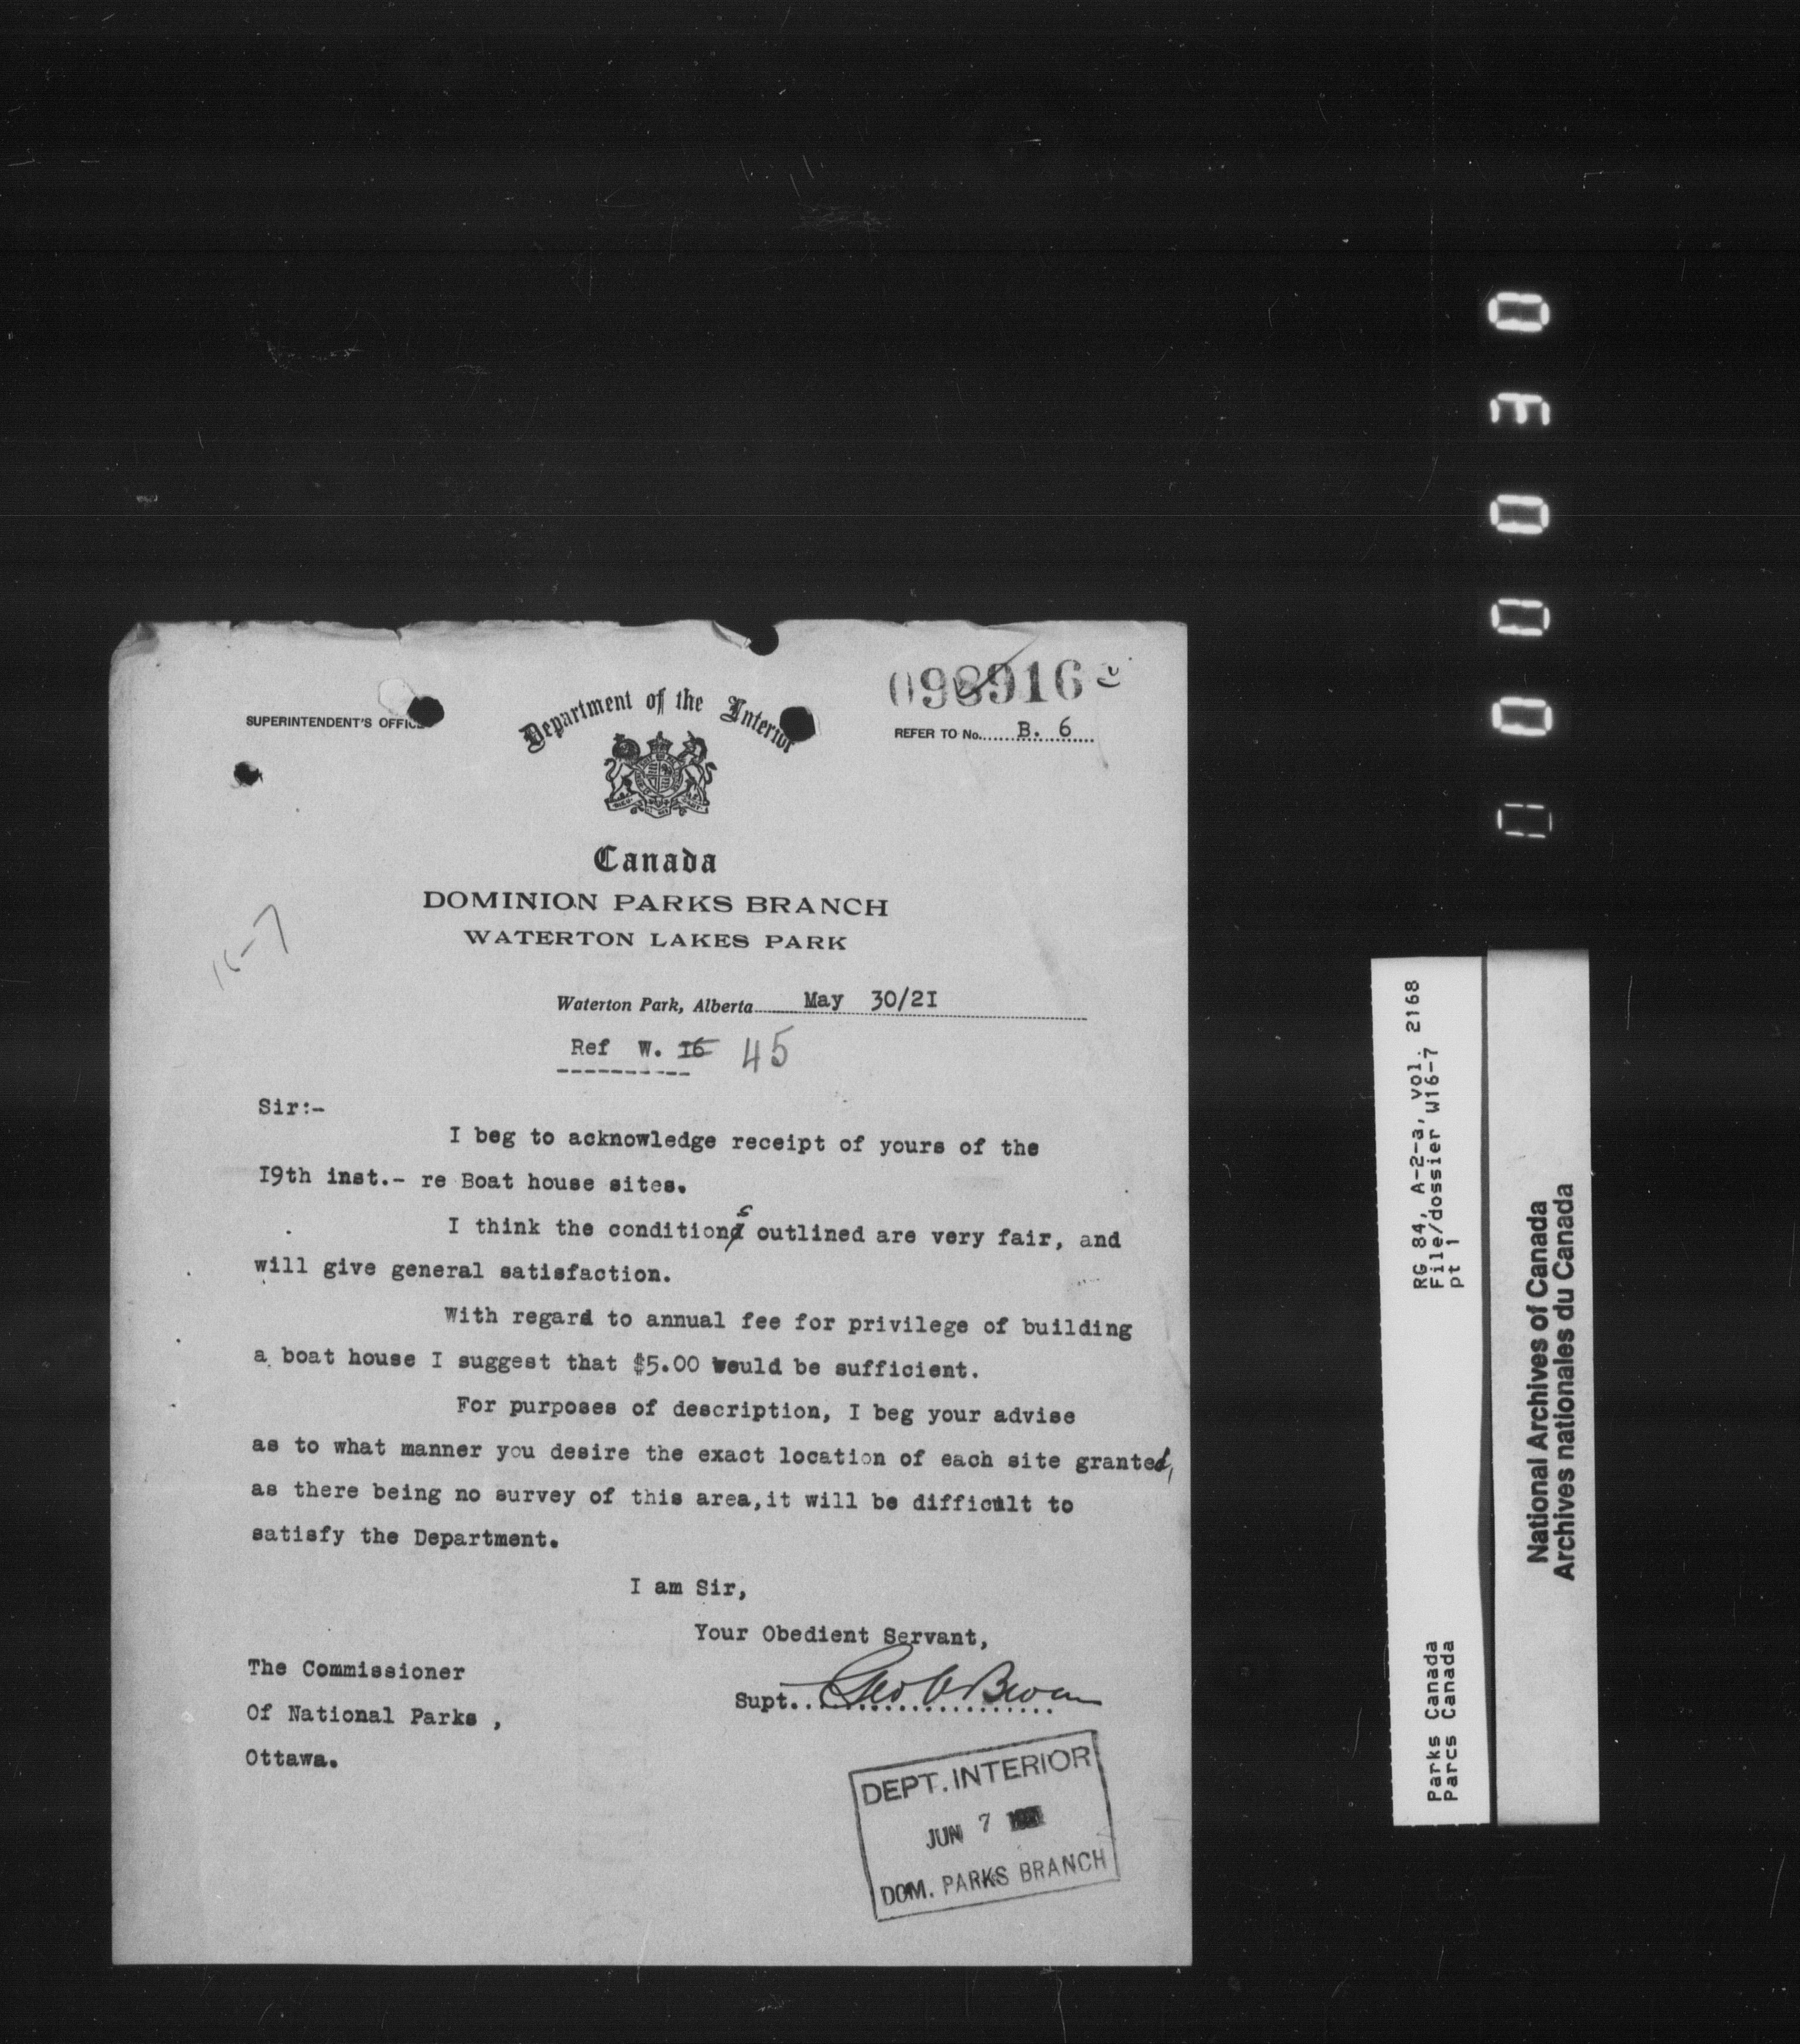 098916
SUPERINTENDENT'S OFFICE
Department of the Interior
REFER TO No. B. 6
Canada
DOMINION PARKS BRANCH
WATERTON LAKES PARK
16-7
Waterton Park, Alberta May 30/2I
Ref W. I6 45
Sir:-
I beg to acknowledge receipt of yours of the
I9th inst.- re Boat house sites.
I think the conditions outlined are very fair, and
will give general satisfaction.
With regard to annual fee for privilege of building
a boat house I suggest that $5.00 would be sufficient.
For purposes of description, I beg your advise
as to what manner you desire the exact location of each site granted,
as there being no survey of this area,it will be difficult to
satisfy the Department.
I am Sir,
Your Obedient Servant,
Supt. Geo A Bevan
The Commissioner
Of National Parks ,
Ottawa.
DEPT. INTERIOR
JUN 7
DOM. PARKS BRANCH
RG 84, A-2-a, vol. 2168
File/dossier W16-7
pt 1
Parks Canada
Parcs Canada
National Archives of Canada
Archives nationales du Canada